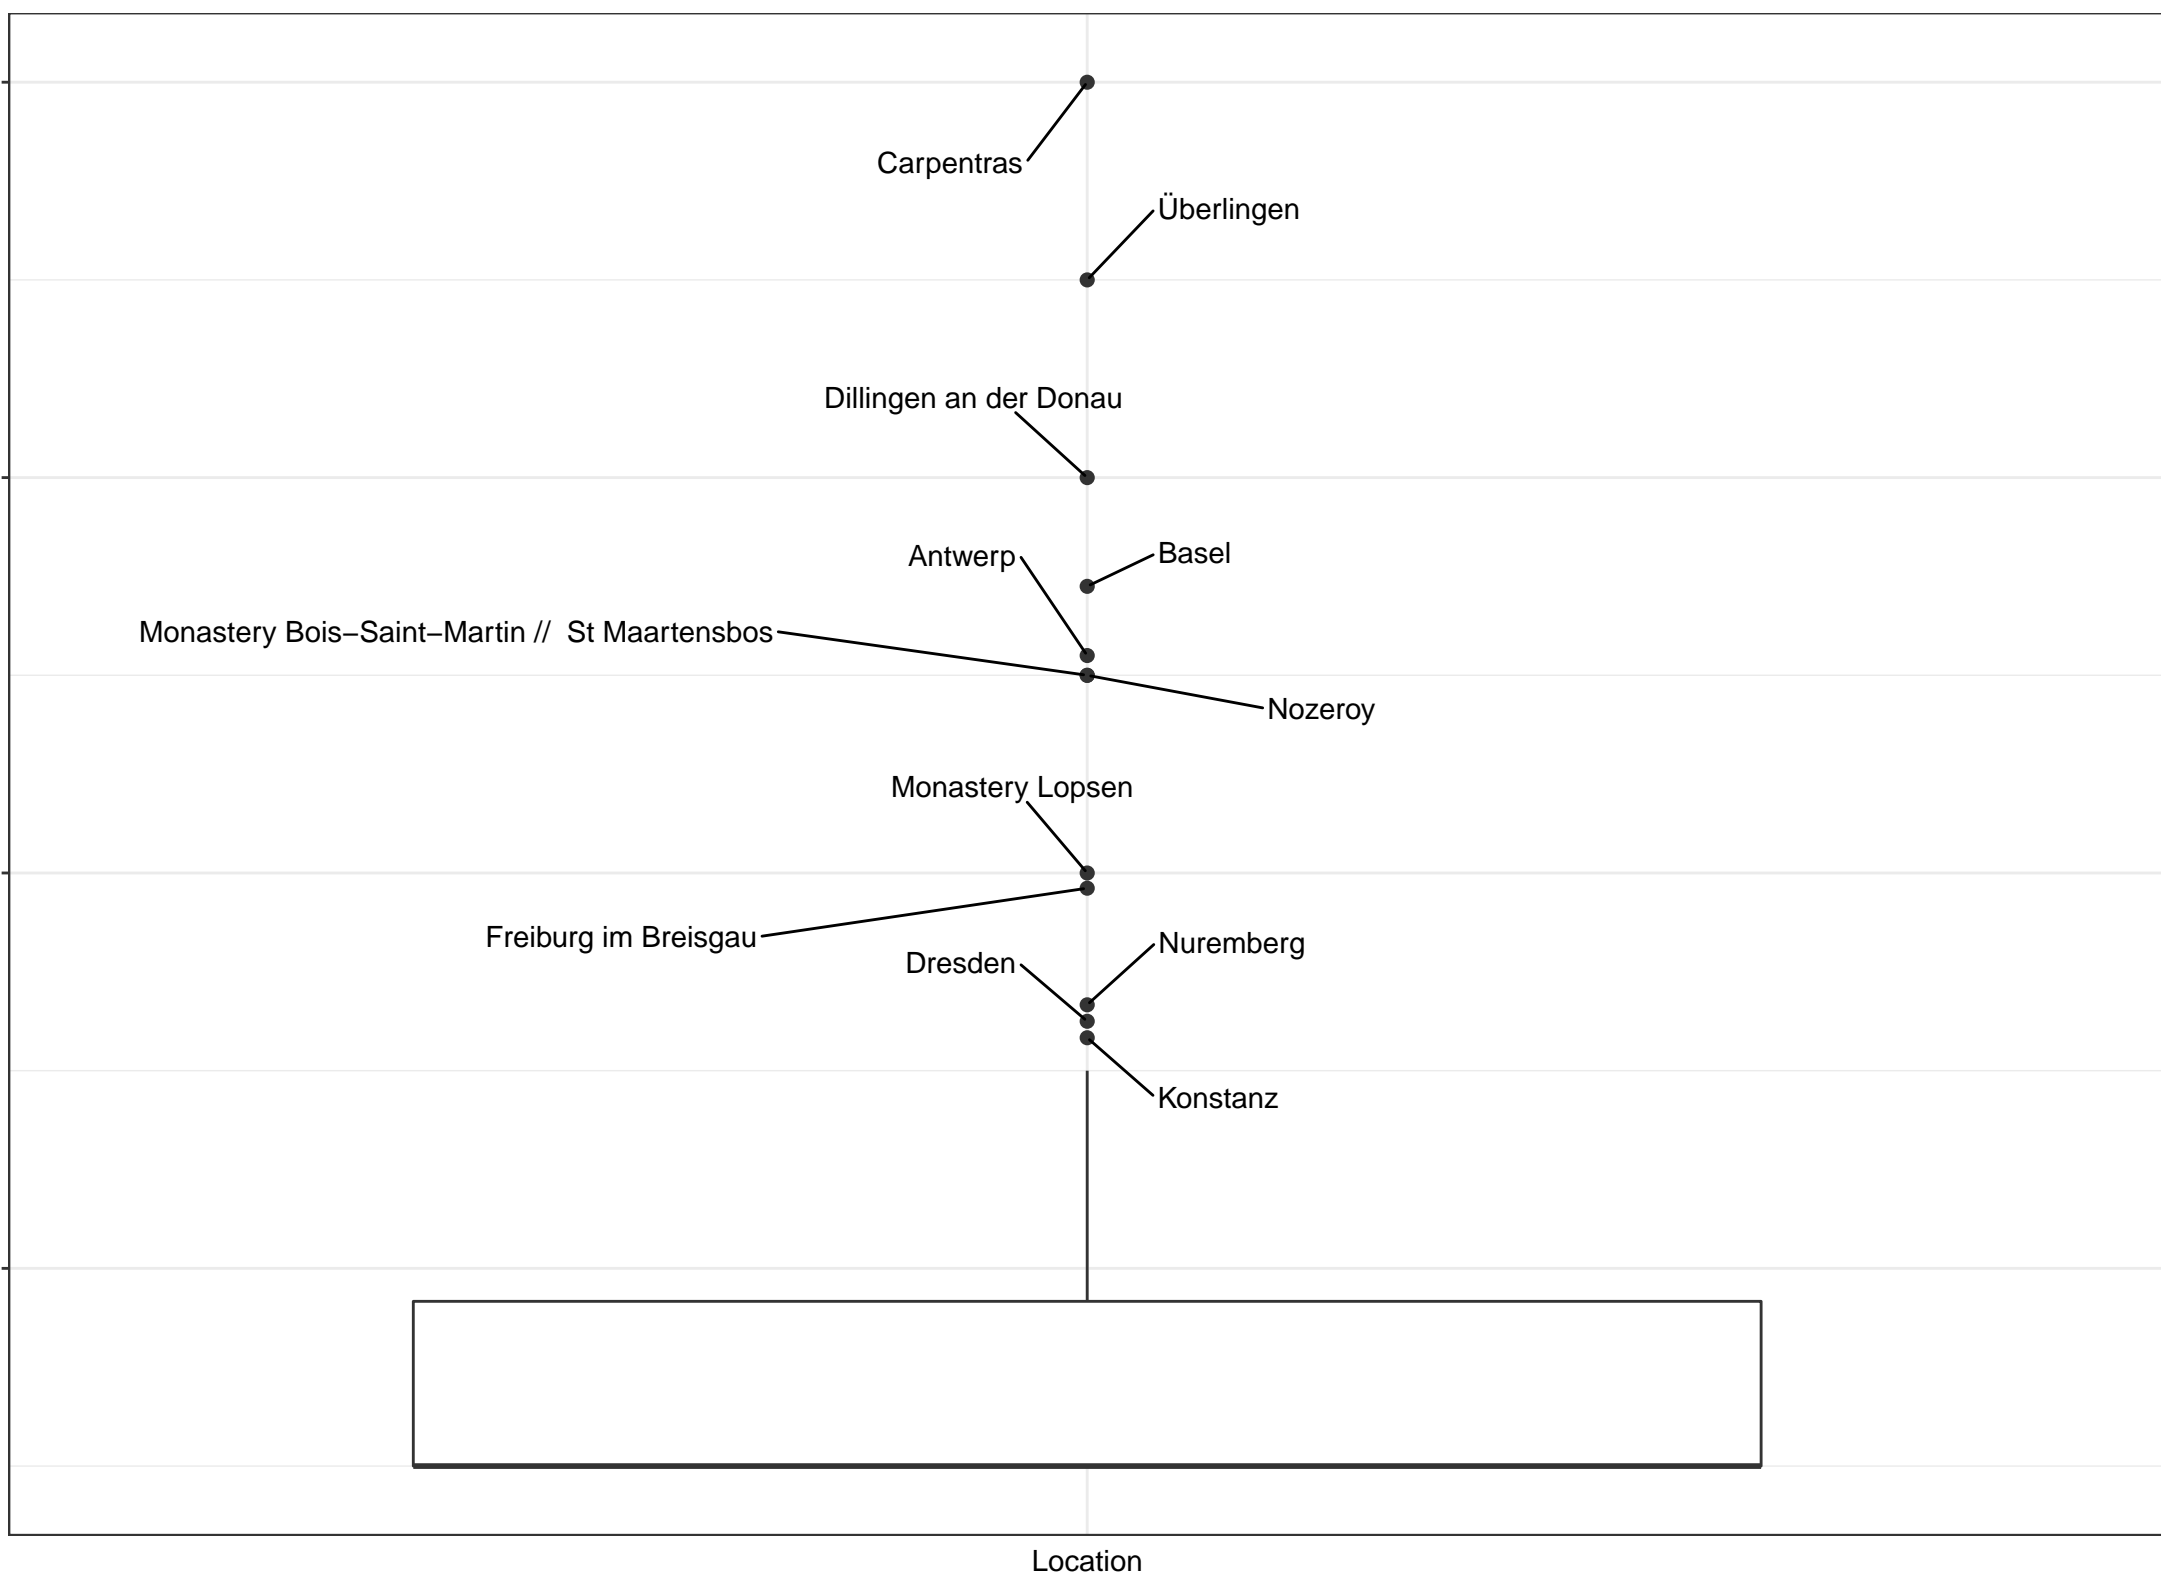 Carpentras
Überlingen
Dillingen an der Donau
Basel
Antwerp
Monastery Bois−Saint−Martin //  St Maartensbos
Nozeroy
Monastery Lopsen
Freiburg im Breisgau
Nuremberg
Dresden
Konstanz
Location